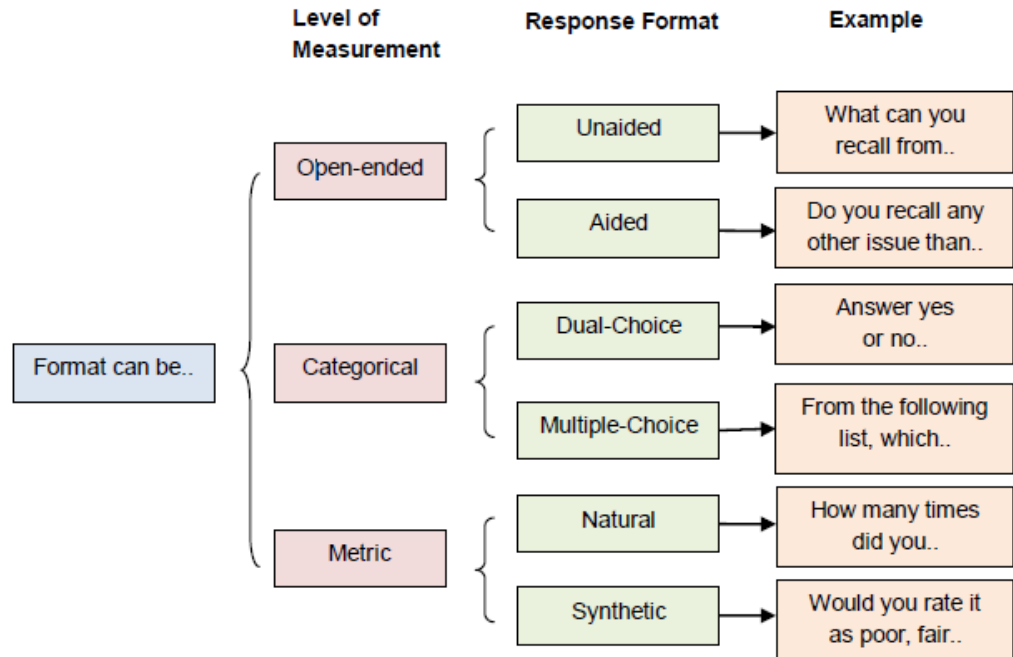 Level of
Measurement
Response Format
Example
Format can be..
Open-ended
Unaided
What can you
recall from..
Aided
Do you recall any
other issue than..
Categorical
Dual-Choice
Answer yes
or no..
Multiple-Choice
From the following
list, which..
Metric
Natural
How many times
did you..
Synthetic
Would you rate it
as poor, fair..